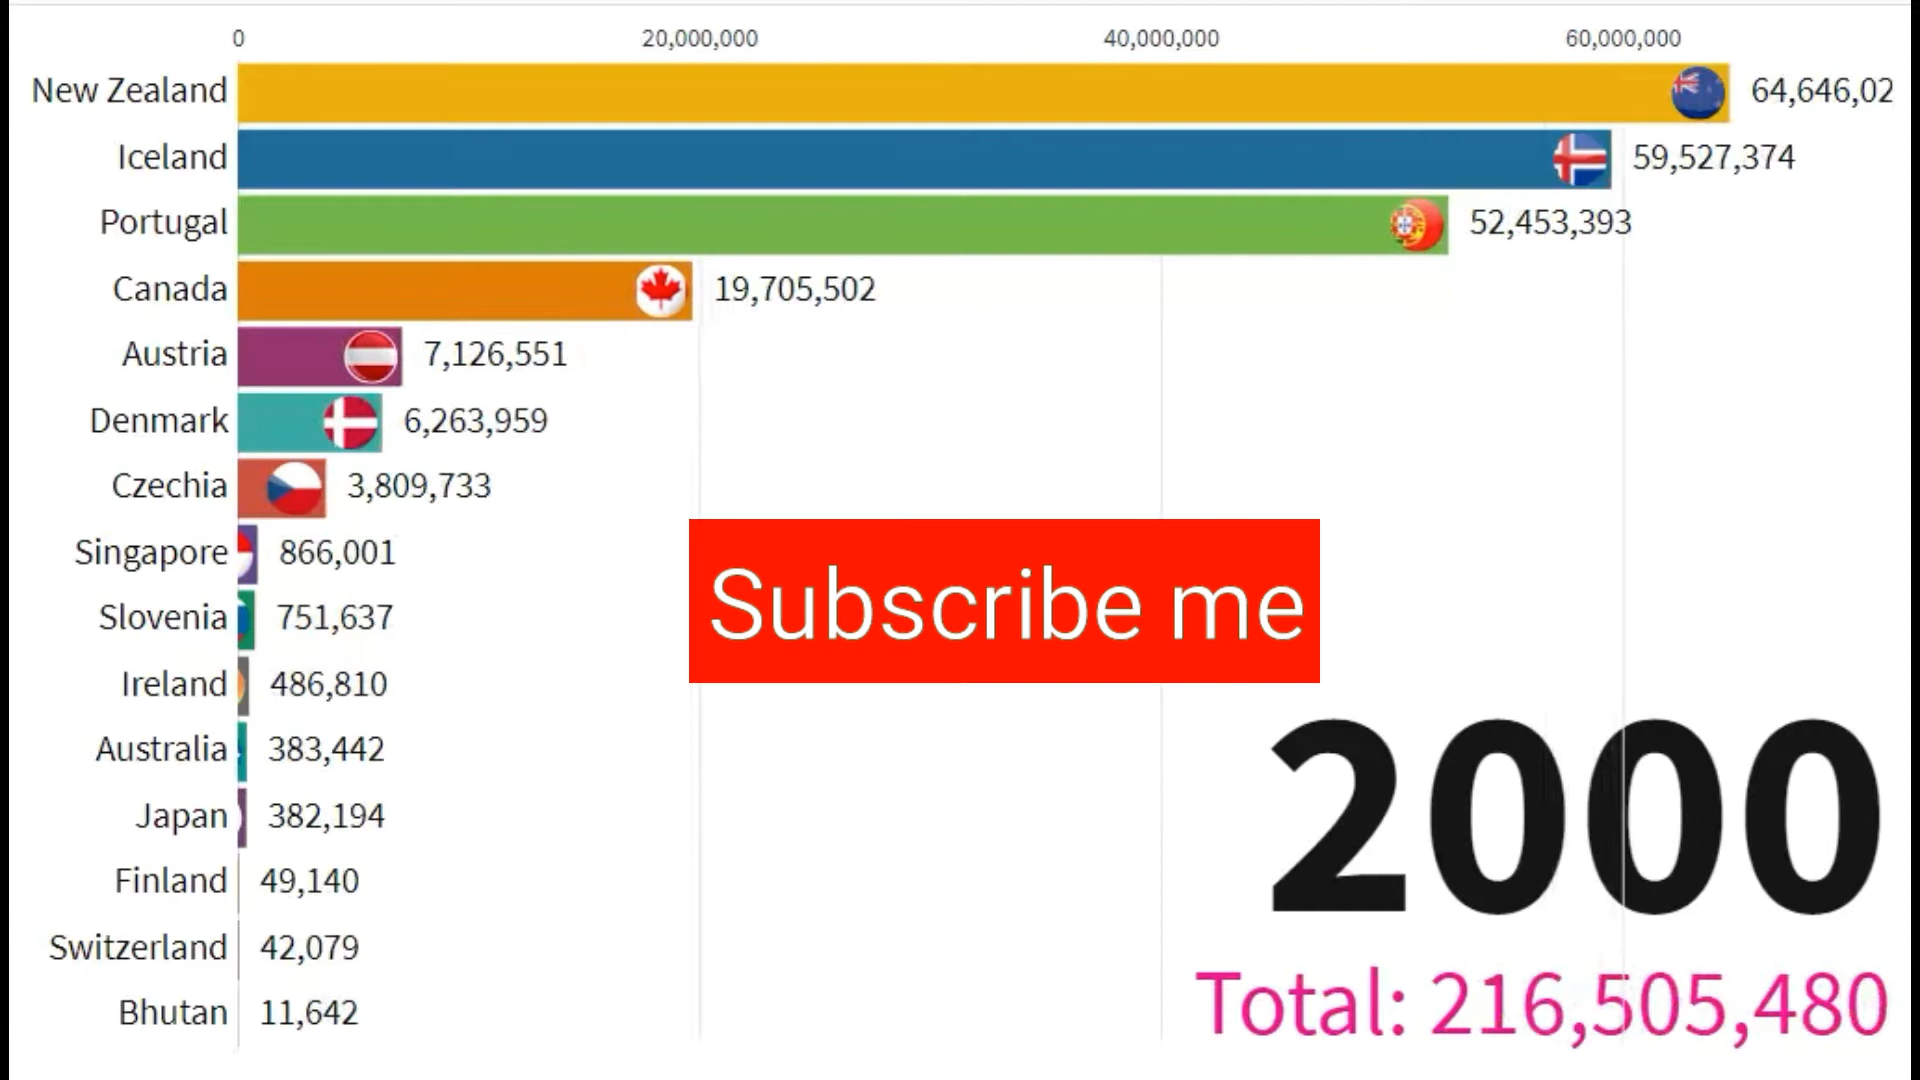 0 20,000,000 40,000,000 60,000,000
New Zealand 64,646,02
Iceland 59,527,374
Portugal 52,453,393
Canada 19,705,502
Austria 7,126,551
Denmark 6,263,959
Czechia 3,809,733
Singapore 866,001
Slovenia 751,637
Subscribe me
Ireland 486,810
Australia 383,442
Japan 382,194
2000
Finland 49,140
Switzerland 42,079
Bhutan 11,642
Total: 216,505,480